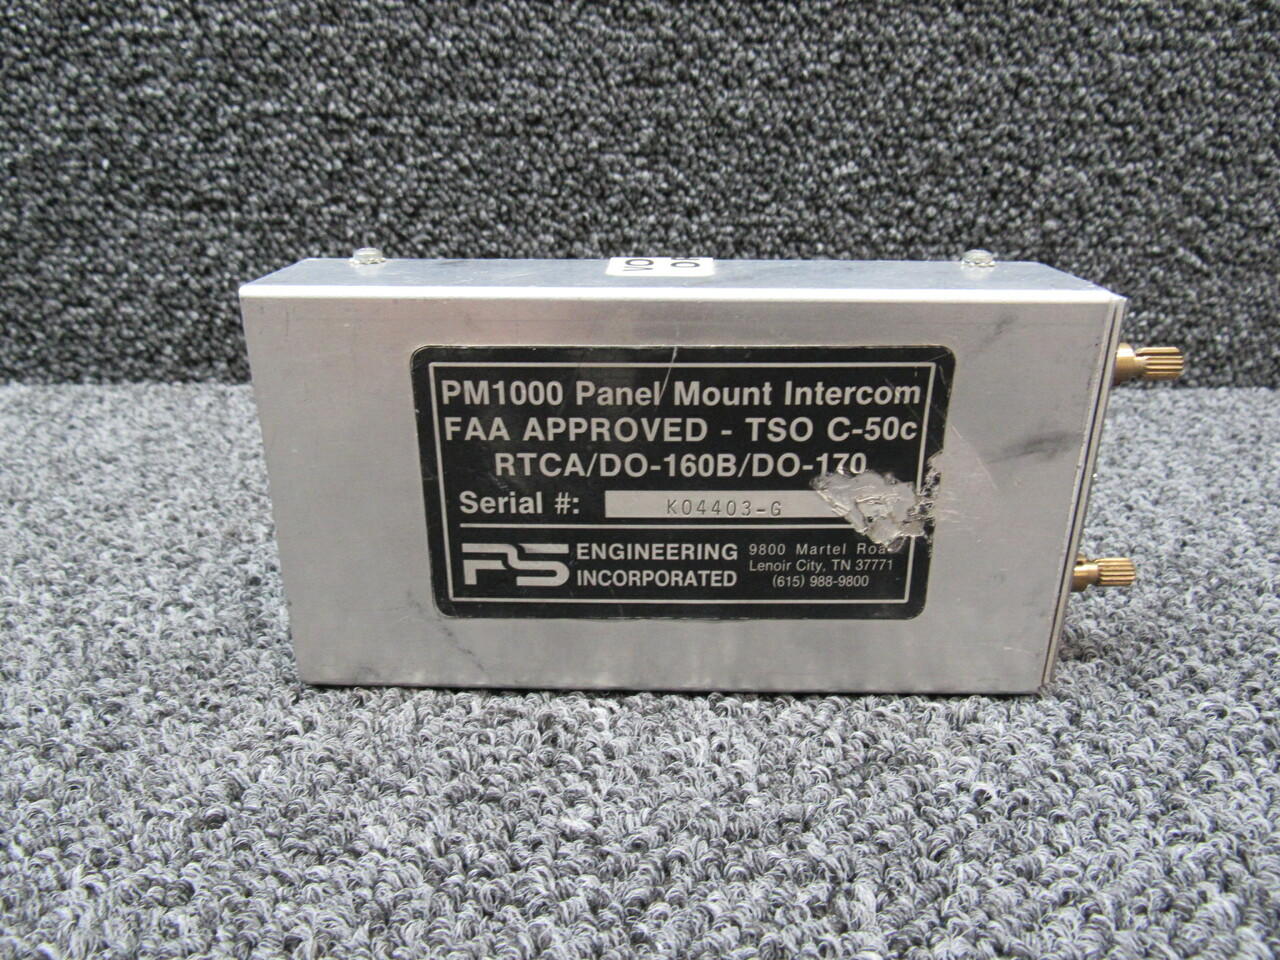 PM1000 Panel Mount Intercom
FAA APPROVED - TSO C-50c
RTCA/DO-160B/DO-170
Serial #: K04403-G
PS ENGINEERING INCORPORATED
9800 Martel Road
Lenoir City, TN 37771
(615) 988-9800